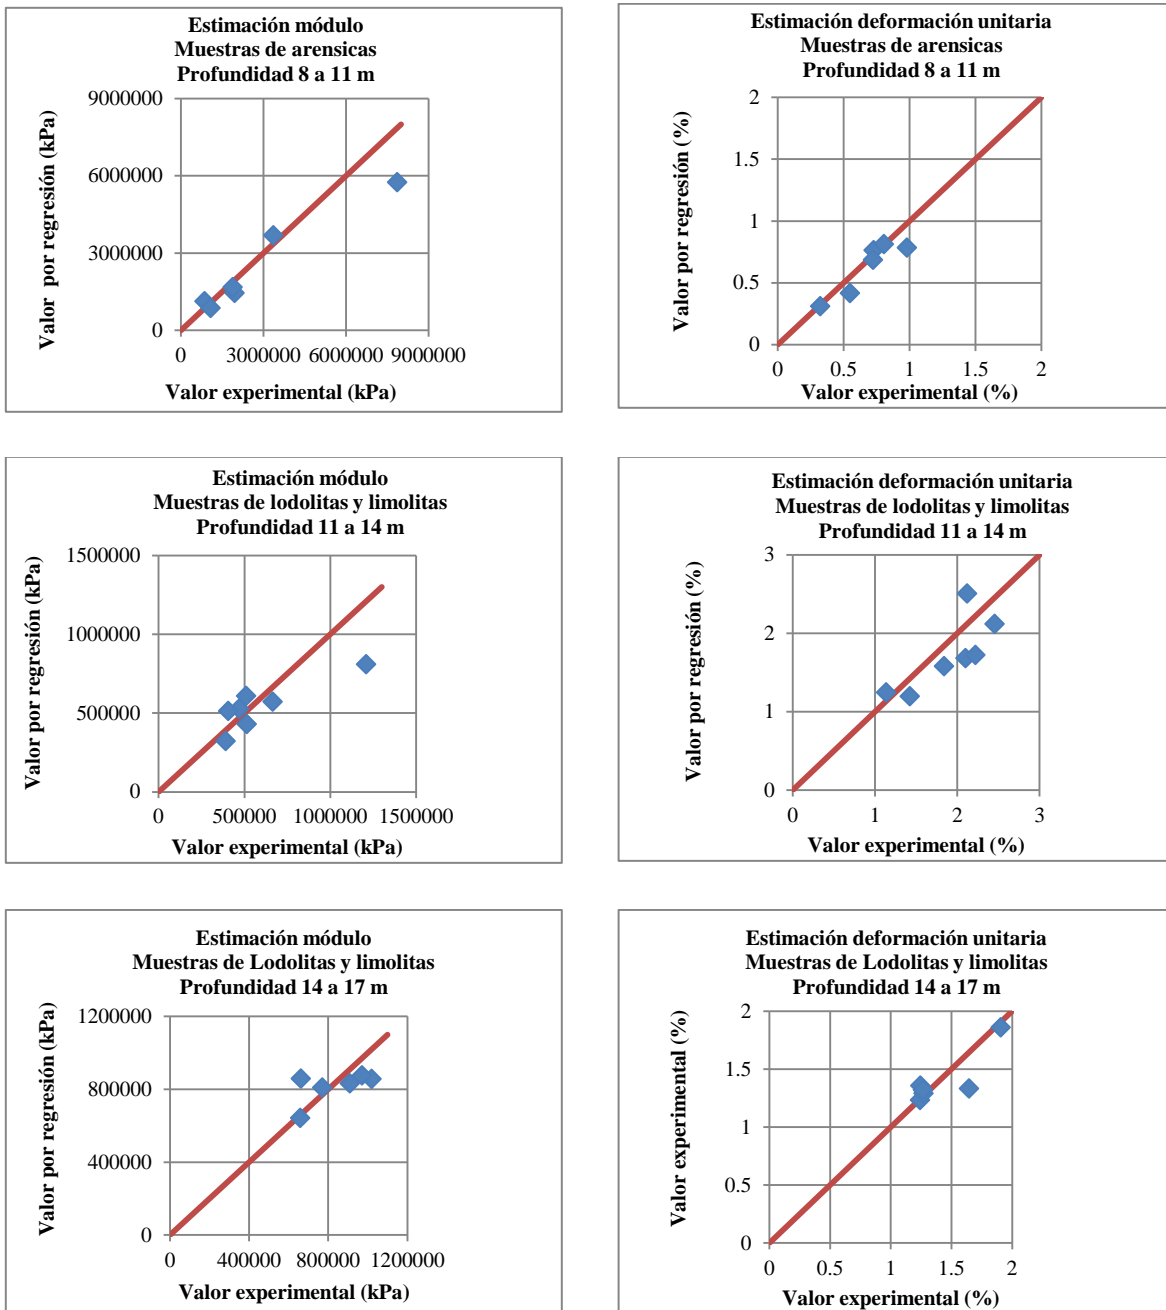 Estimación módulo
Muestras de arensicas
Profundidad 8 a 11 m
Valor por regresión (kPa)
9000000
6000000
3000000
0
0 3000000 6000000 9000000
Valor experimental (kPa)
Estimación deformación unitaria
Muestras de arensicas
Profundidad 8 a 11 m
Valor por regresión (%)
2
1.5
1
0.5
0
0 0.5 1 1.5 2
Valor experimental (%)
Estimación módulo
Muestras de lodolitas y limolitas
Profundidad 11 a 14 m
Valor por regresión (kPa)
1500000
1000000
500000
0
0 500000 1000000 1500000
Valor experimental (kPa)
Estimación deformación unitaria
Muestras de lodolitas y limolitas
Profundidad 11 a 14 m
Valor por regresión (%)
3
2
1
0
0 1 2 3
Valor experimental (%)
Estimación módulo
Muestras de Lodolitas y limolitas
Profundidad 14 a 17 m
Valor por regresión (kPa)
1200000
800000
400000
0
0 400000 800000 1200000
Valor experimental (kPa)
Estimación deformación unitaria
Muestras de Lodolitas y limolitas
Profundidad 14 a 17 m
Valor experimental (%)
2
1.5
1
0.5
0
0 0.5 1 1.5 2
Valor experimental (%)